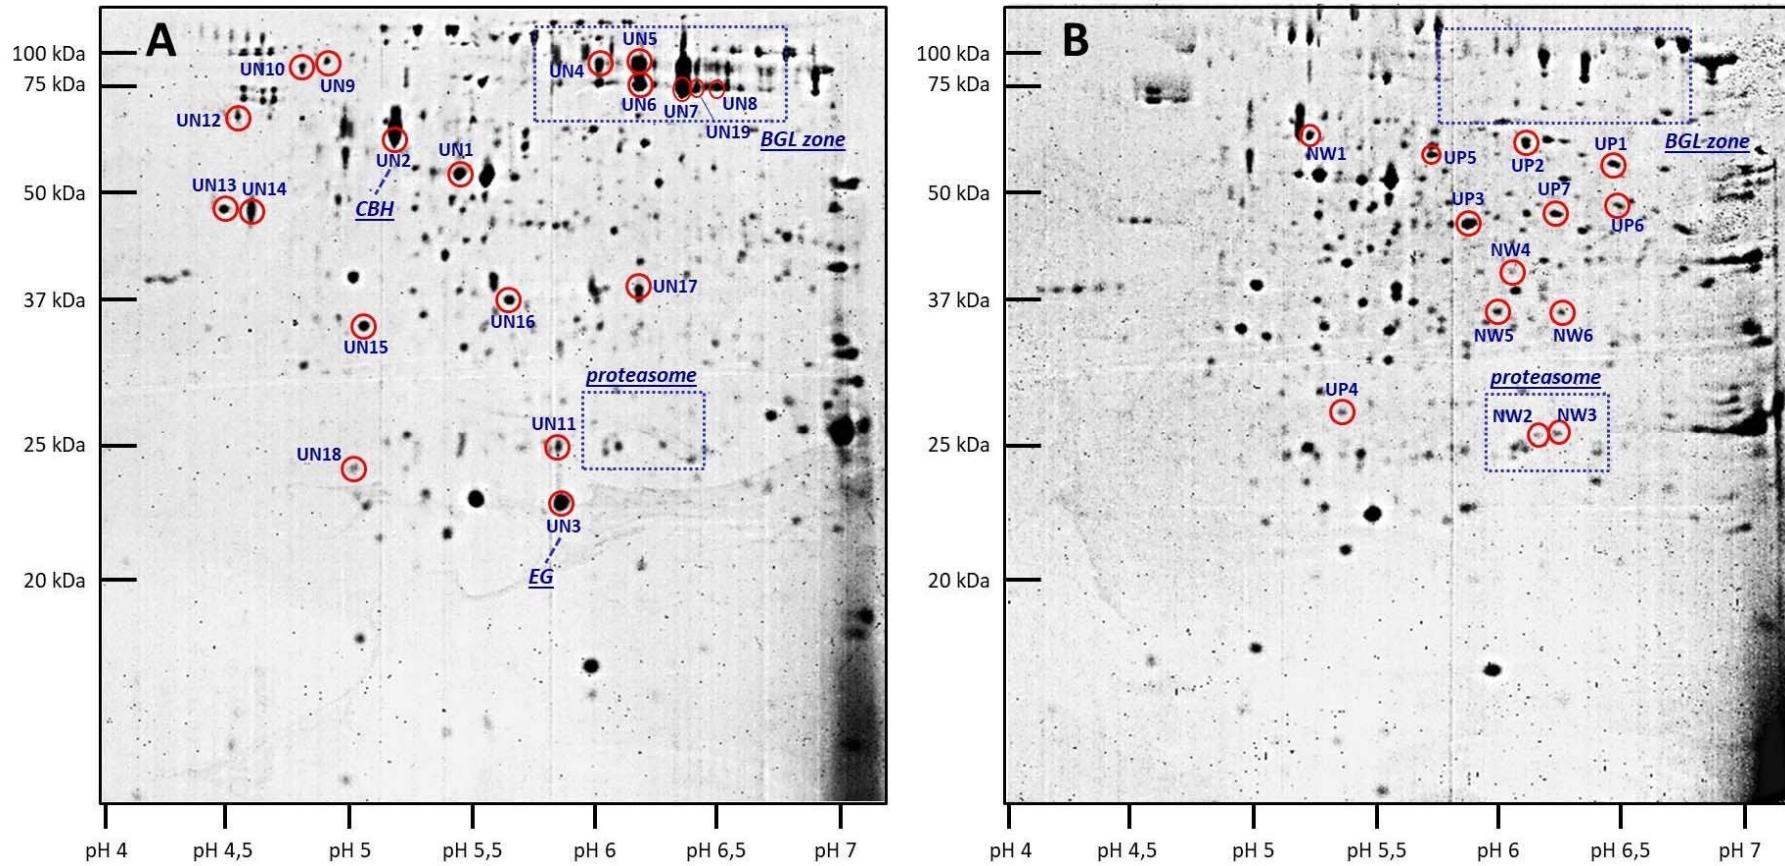 A
100 kDa
75 kDa
50 kDa
37 kDa
25 kDa
20 kDa
UN10
UN9
UN4
UN5
UN6
UN7
UN8
UN19
BGL zone
UN12
UN2
CBH
UN1
UN13
UN14
UN17
UN16
UN15
proteasome
UN11
UN18
UN3
EG
pH 4
pH 4,5
pH 5
pH 5,5
pH 6
pH 6,5
pH 7
B
100 kDa
75 kDa
50 kDa
37 kDa
25 kDa
20 kDa
BGL zone
NW1
UP5
UP2
UP1
UP3
UP7
UP6
NW4
NW5
NW6
UP4
proteasome
NW2
NW3
pH 4
pH 4,5
pH 5
pH 5,5
pH 6
pH 6,5
pH 7